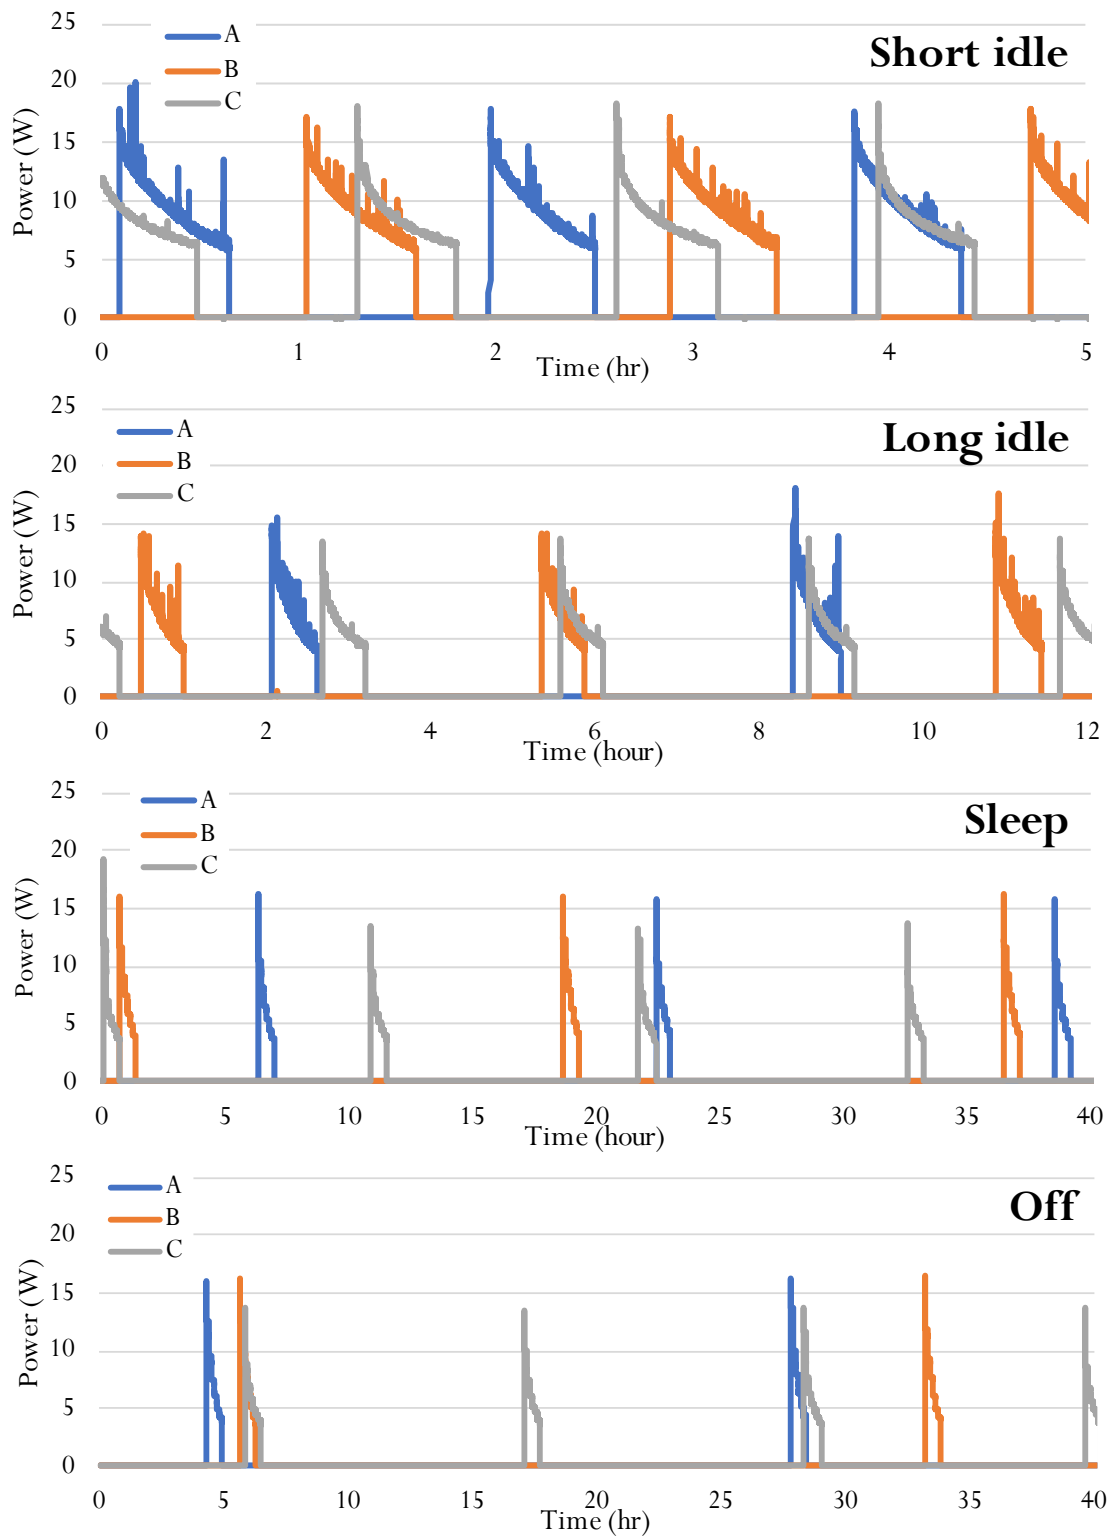 25
A
Short idle
20
B
C
15
10
5
0
Power (W)
0 1 2 3 4 5
Time (hr)
25
A
Long idle
20
B
C
15
10
5
0
Power (W)
0 2 4 6 8 10 12
Time (hour)
25
A
Sleep
20
B
C
15
10
5
0
Power (W)
0 5 10 15 20 25 30 35 40
Time (hour)
25
A
Off
20
B
C
15
10
5
0
Power (W)
0 5 10 15 20 25 30 35 40
Time (hr)